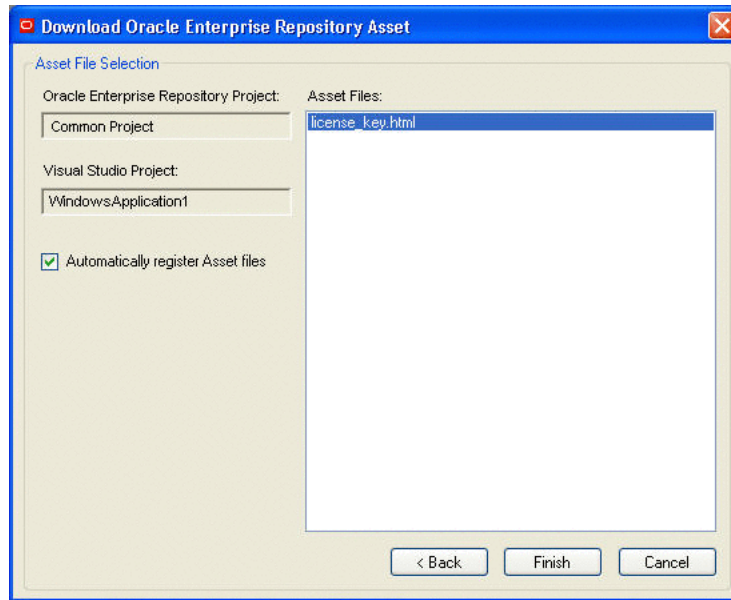 Download Oracle Enterprise Repository Asset
Asset File Selection
Oracle Enterprise Repository Project:
Common Project
Visual Studio Project:
WindowsApplication1
Automatically register Asset files
Asset Files:
license_key.html
< Back
Finish
Cancel